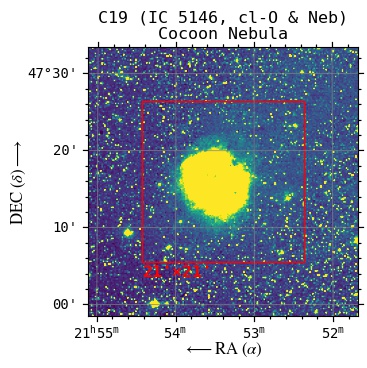 C19 (IC 5146, cl-O & Neb)
Cocoon Nebula
47°30'
20'
10'
00'
DEC (δ) ⟶
21'×21'
21ʰ55ᵐ 54ᵐ 53ᵐ 52ᵐ
⟵ RA (α)